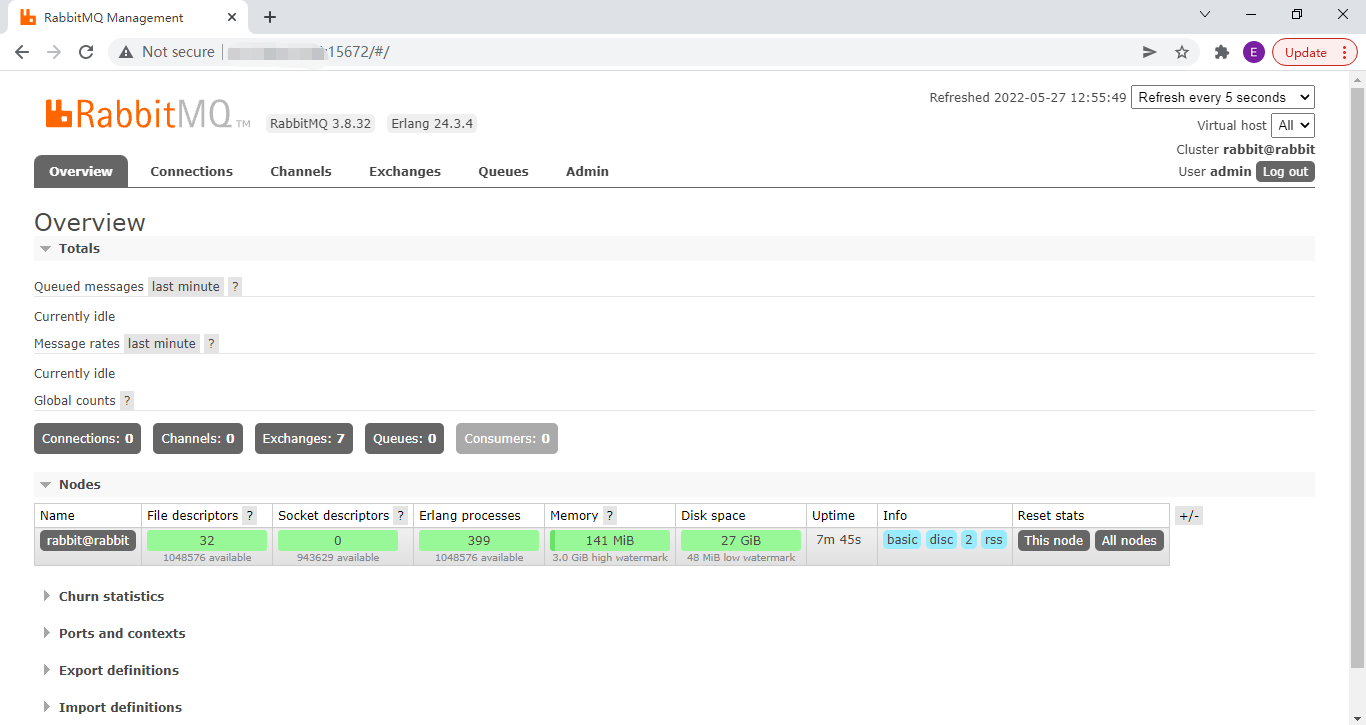 RabbitMQ Management
Not secure :15672/#/ E Update
RabbitMQ TM RabbitMQ 3.8.32 Erlang 24.3.4
Refreshed 2022-05-27 12:55:49 Refresh every 5 seconds
Virtual host All
Cluster rabbit@rabbit
User admin Log out
Overview Connections Channels Exchanges Queues Admin
Overview
Totals
Queued messages last minute ?
Currently idle
Message rates last minute ?
Currently idle
Global counts ?
Connections: 0 Channels: 0 Exchanges: 7 Queues: 0 Consumers: 0
Nodes
Name File descriptors ? Socket descriptors ? Erlang processes Memory ? Disk space Uptime Info Reset stats +/-
rabbit@rabbit 32 0 399 141 MiB 27 GiB 7m 45s basic disc 2 rss This node All nodes
1048576 available 943629 available 1048576 available 3.0 GiB high watermark 48 MiB low watermark
Churn statistics
Ports and contexts
Export definitions
Import definitions